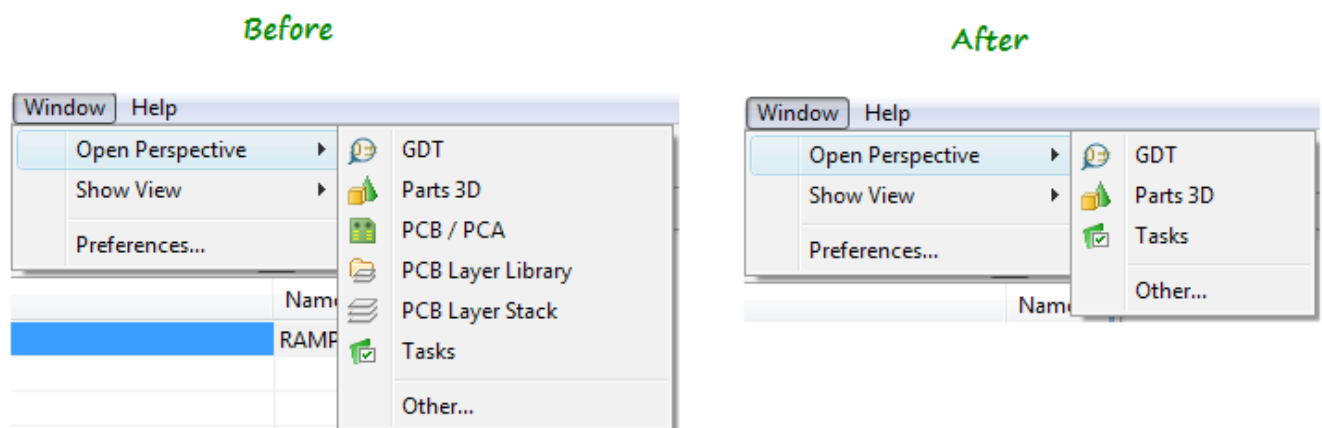 Before
After
Window Help
Open Perspective
Show View
Preferences...
GDT
Parts 3D
PCB / PCA
PCB Layer Library
PCB Layer Stack
Tasks
Other...
Name
RAMP
Window Help
Open Perspective
Show View
Preferences...
GDT
Parts 3D
Tasks
Other...
Name